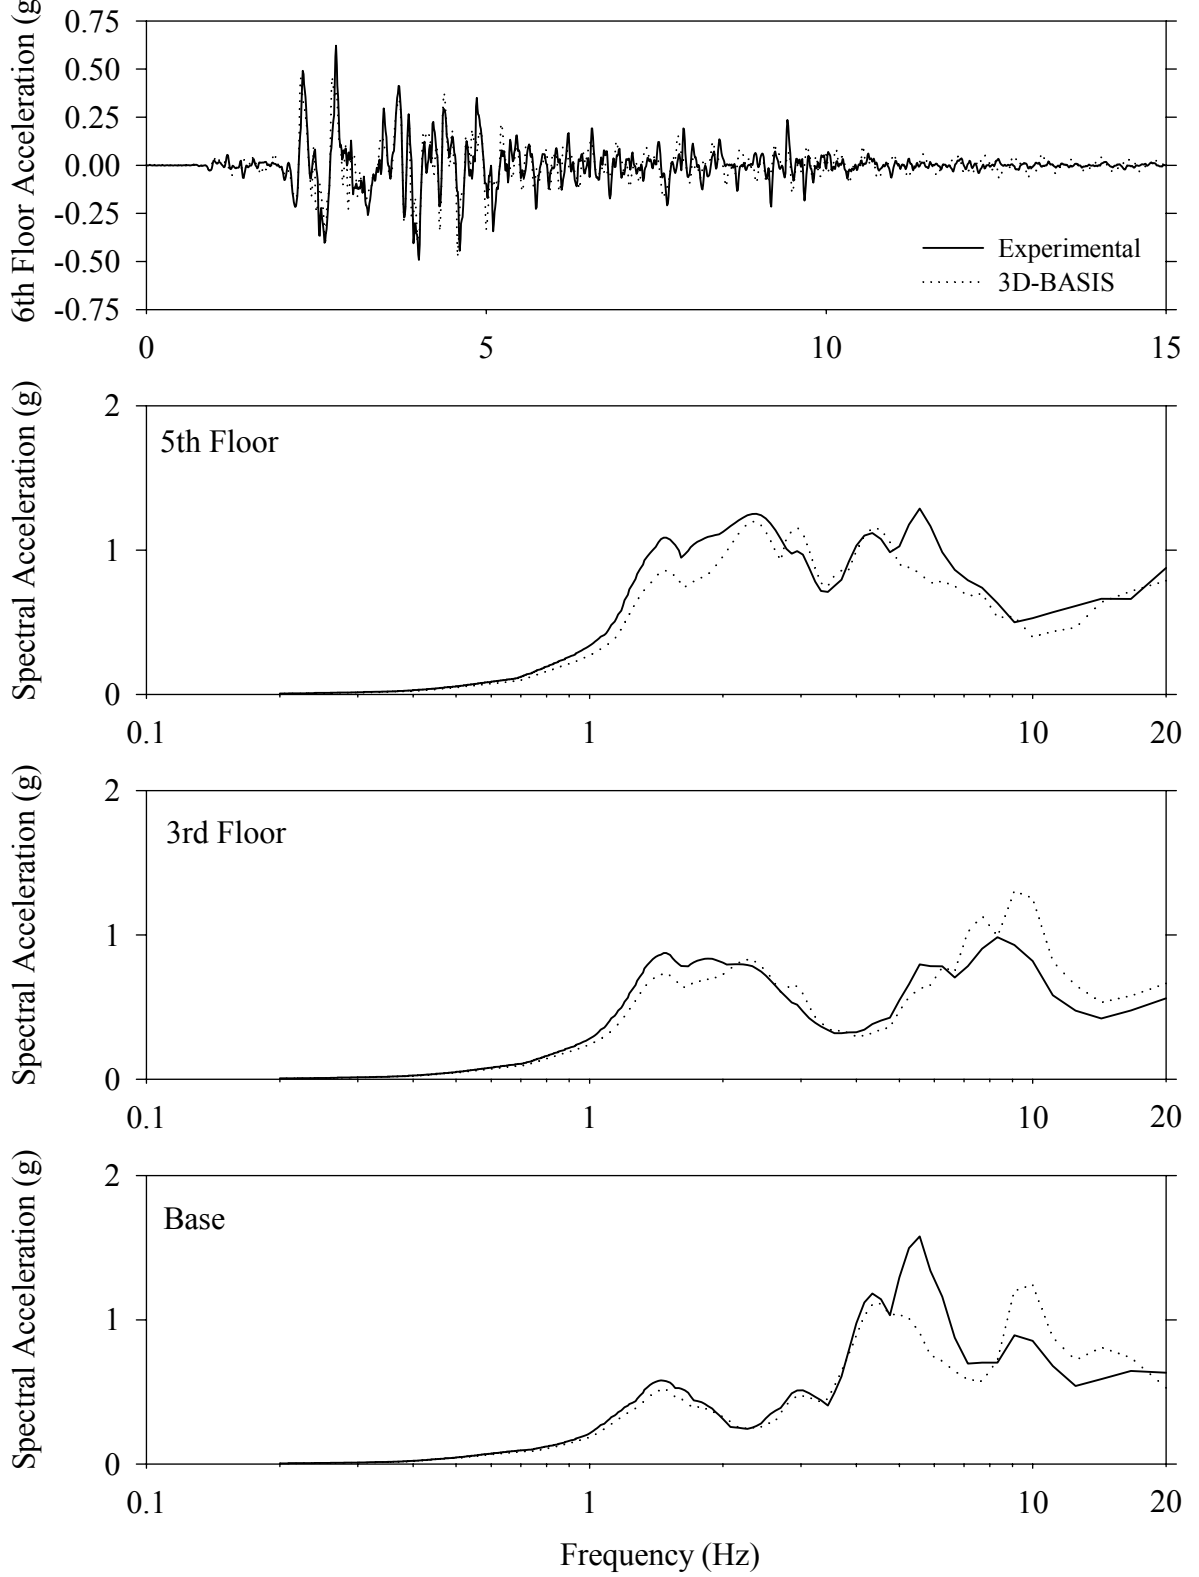 6th Floor Acceleration (g)
0.75
0.50
0.25
0.00
-0.25
-0.50
-0.75
Experimental
3D-BASIS
0 5 10 15
Spectral Acceleration (g)
2
1
0
5th Floor
0.1 1 10 20
Spectral Acceleration (g)
2
1
0
3rd Floor
0.1 1 10 20
Spectral Acceleration (g)
2
1
0
Base
0.1 1 10 20
Frequency (Hz)